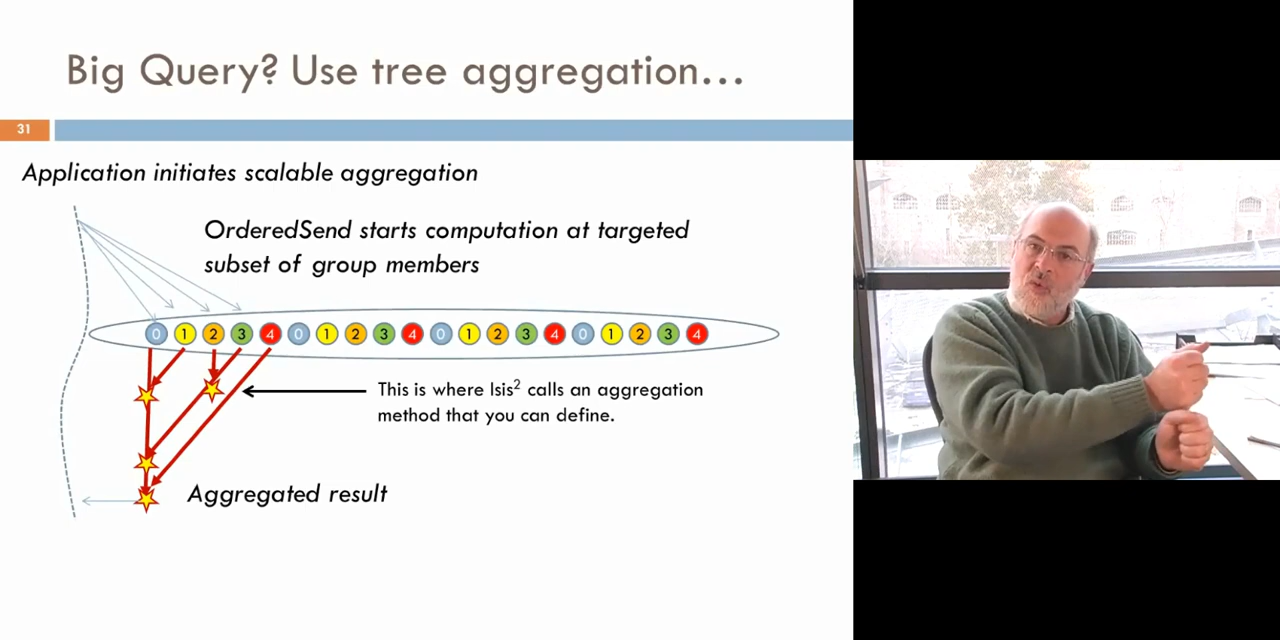 Big Query? Use tree aggregation…
31
Application initiates scalable aggregation
OrderedSend starts computation at targeted
subset of group members
0 1 2 3 4 0 1 2 3 4 0 1 2 3 4 0 1 2 3 4
This is where Isis² calls an aggregation
method that you can define.
Aggregated result